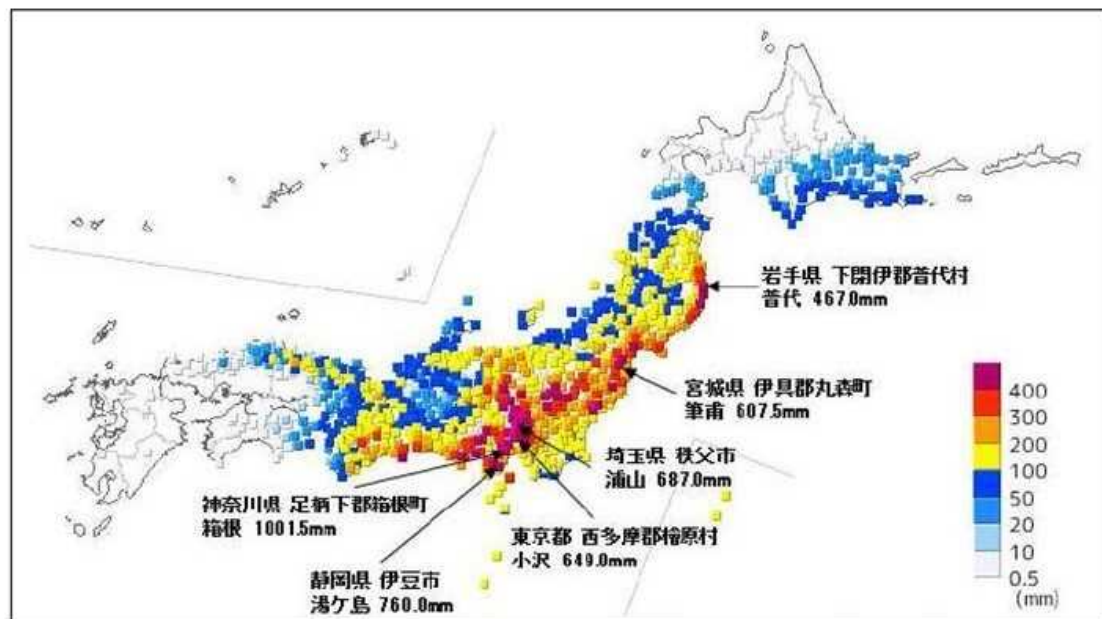 岩手県 下閉伊郡普代村
普代 467.0mm
宮城県 伊具郡丸森町
筆甫 607.5mm
埼玉県 秩父市
浦山 687.0mm
神奈川県 足柄下郡箱根町
箱根 1001.5mm
東京都 西多摩郡檜原村
小沢 649.0mm
静岡県 伊豆市
湯ケ島 760.0mm
400
300
200
100
50
20
10
0.5
(mm)